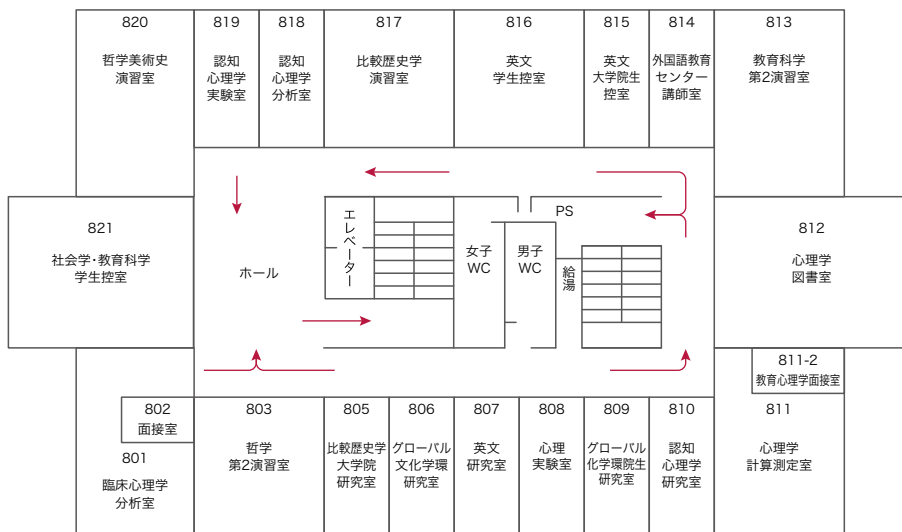 820
哲学美術史
演習室
819
認知
心理学
実験室
818
認知
心理学
分析室
817
比較歴史学
演習室
816
英文
学生控室
815
英文
大学院生
控室
814
外国語教育
センター
講師室
813
教育科学
第2演習室
821
社会学・教育科学
学生控室
ホール
エレベーター
女子
WC
男子
WC
PS
給湯
812
心理学
図書室
811-2
教育心理学面接室
802
面接室
801
臨床心理学
分析室
803
哲学
第2演習室
805
比較歴史学
大学院
研究室
806
グローバル
文化学環
研究室
807
英文
研究室
808
心理
実験室
809
グローバル
化学環院生
研究室
810
認知
心理学
研究室
811
心理学
計算測定室